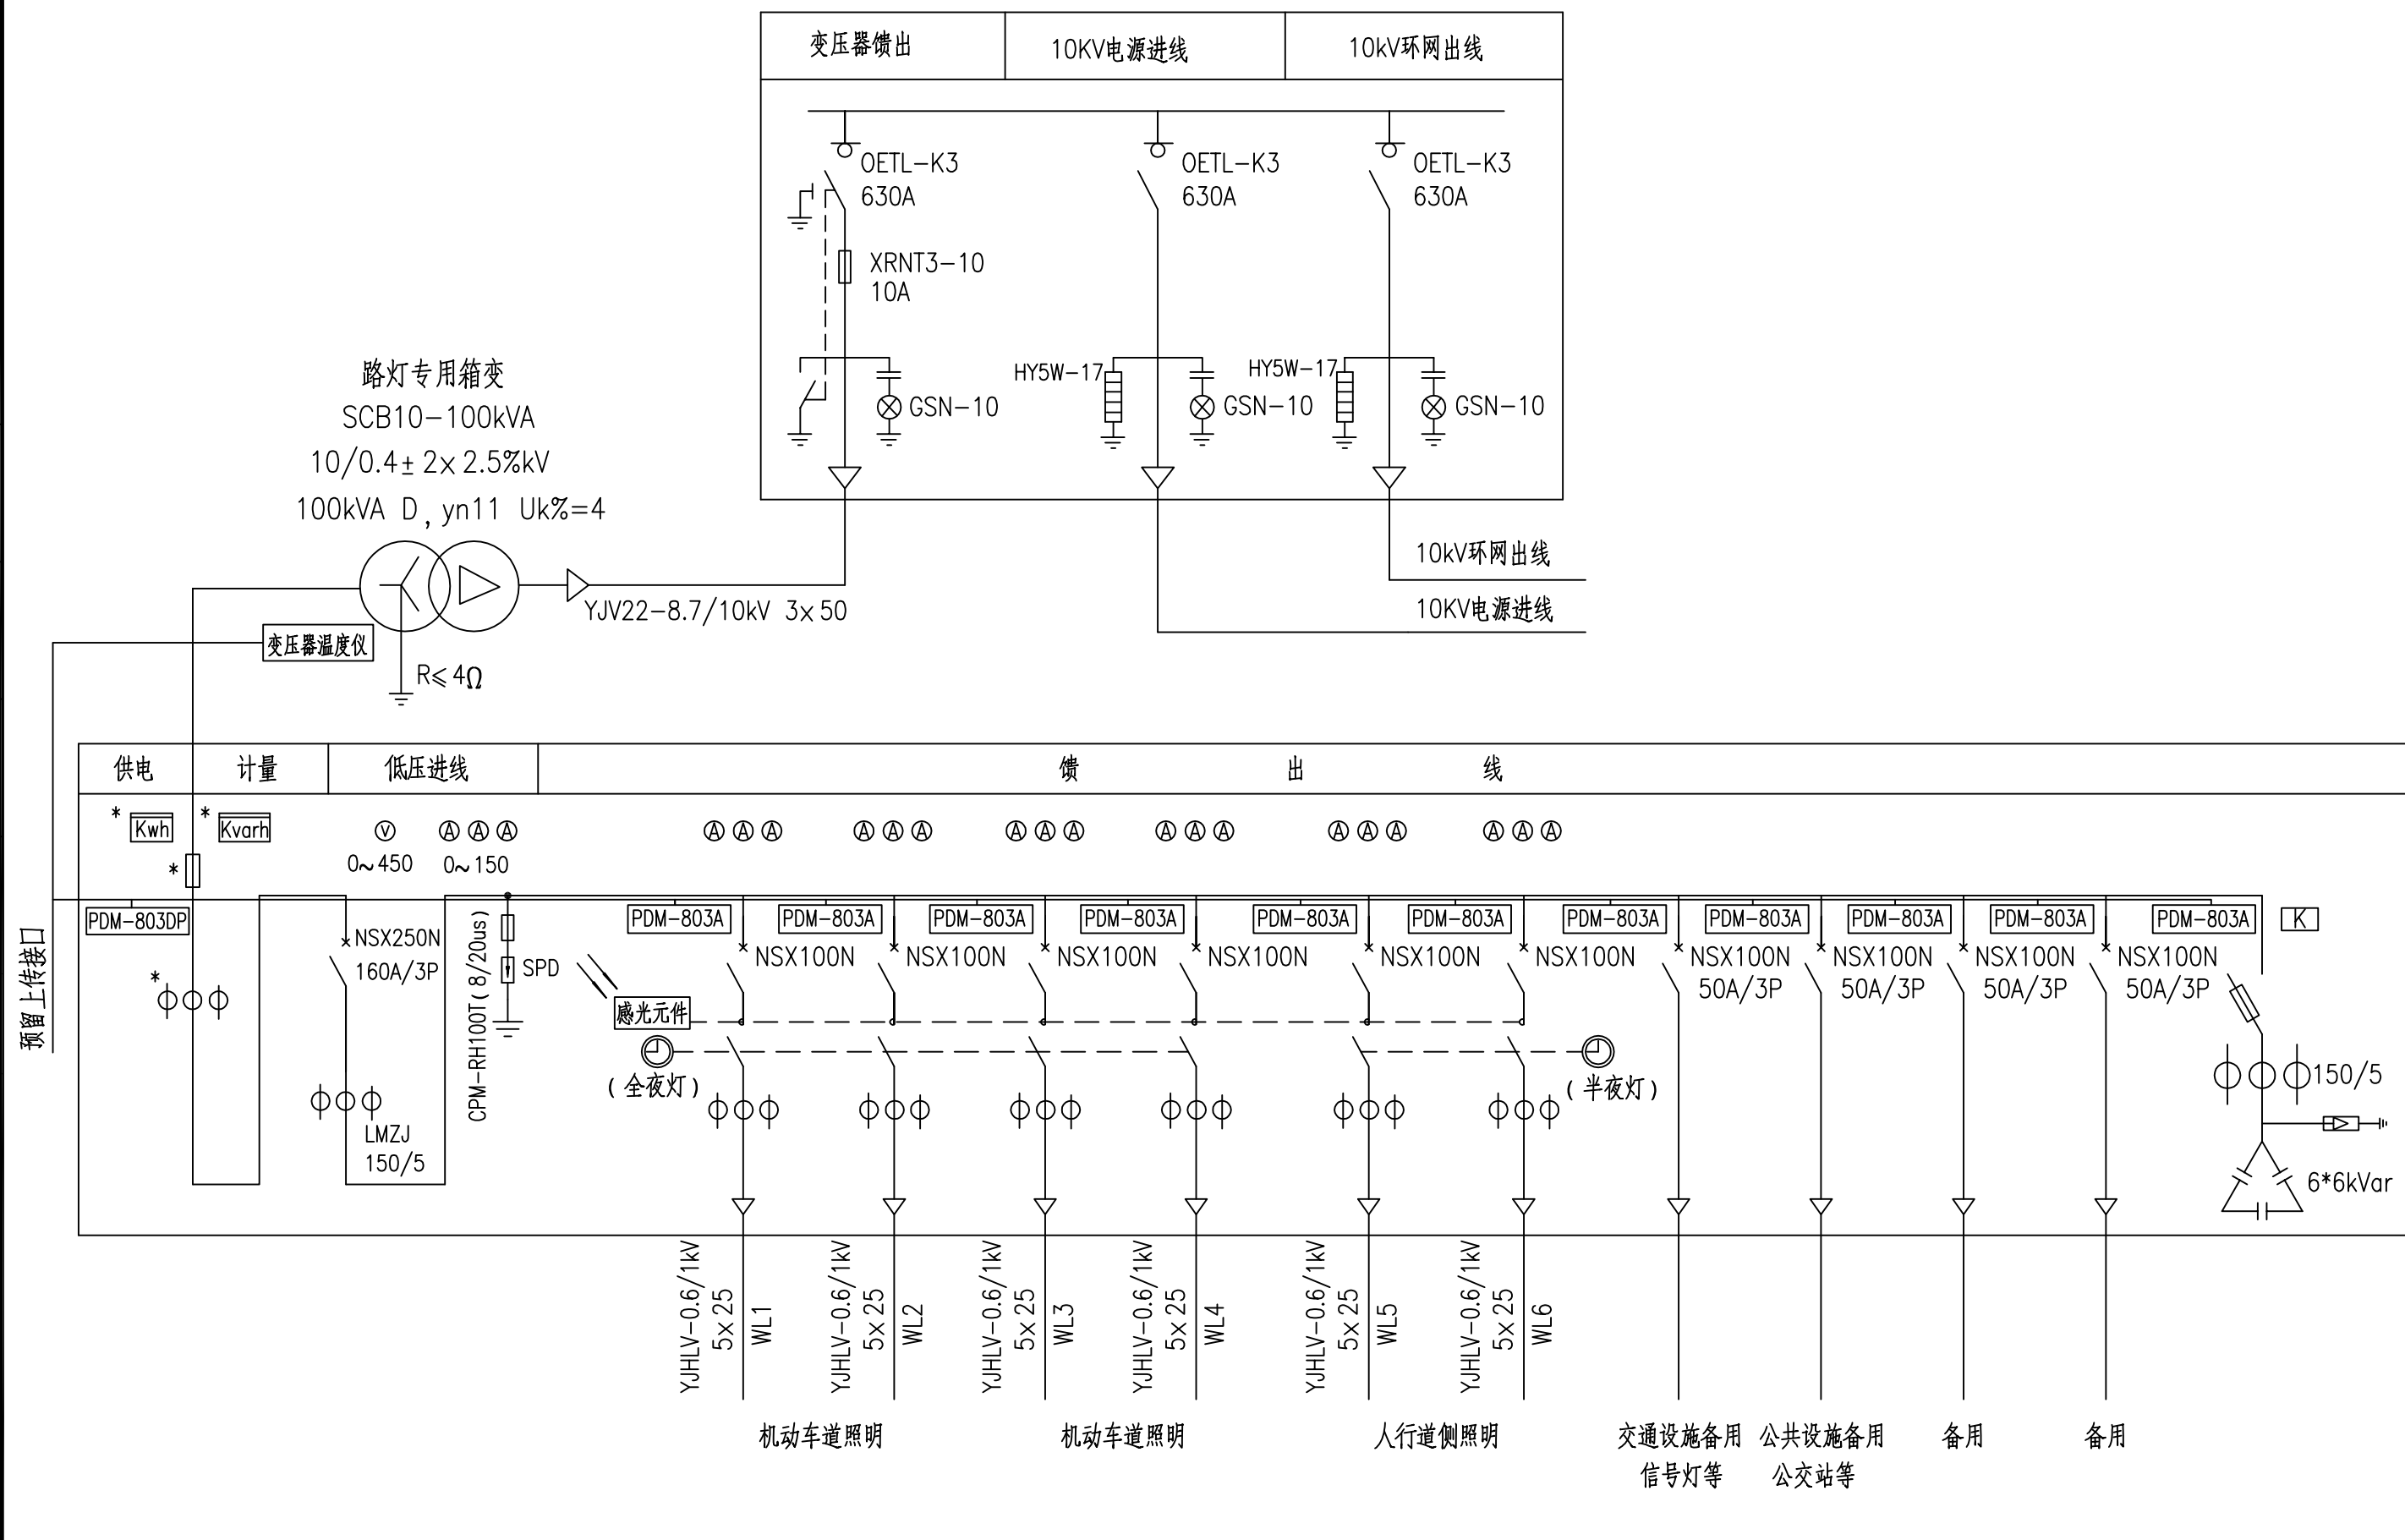 变压器馈出
10KV电源进线
10kV环网出线
OETL-K3
630A
OETL-K3
630A
OETL-K3
630A
XRNT3-10
10A
GSN-10
HY5W-17
GSN-10
HY5W-17
GSN-10
路灯专用箱变
SCB10-100kVA
10/0.4±2x2.5%kV
100kVA D,yn11 Uk%=4
YJV22-8.7/10kV 3x50
10kV环网出线
10KV电源进线
变压器温度仪
R≤4Ω
预留上传接口
供电
计量
低压进线
馈 出 线
* Kwh
* Kvarh
V
A A A
A A A
A A A
A A A
A A A
A A A
A A A
0~450
0~150
*
PDM-803DP
*
NSX250N
160A/3P
LMZJ
150/5
CPM-RH100T(8/20us)
SPD
感光元件
(全夜灯)
(半夜灯)
PDM-803A
PDM-803A
PDM-803A
PDM-803A
PDM-803A
PDM-803A
PDM-803A
PDM-803A
PDM-803A
PDM-803A
PDM-803A
K
NSX100N
NSX100N
NSX100N
NSX100N
NSX100N
NSX100N
NSX100N
50A/3P
NSX100N
50A/3P
NSX100N
50A/3P
NSX100N
50A/3P
150/5
6*6kVar
YJHLV-0.6/1kV
5x25
WL1
YJHLV-0.6/1kV
5x25
WL2
YJHLV-0.6/1kV
5x25
WL3
YJHLV-0.6/1kV
5x25
WL4
YJHLV-0.6/1kV
5x25
WL5
YJHLV-0.6/1kV
5x25
WL6
机动车道照明
机动车道照明
人行道侧照明
交通设施备用
信号灯等
公共设施备用
公交站等
备用
备用